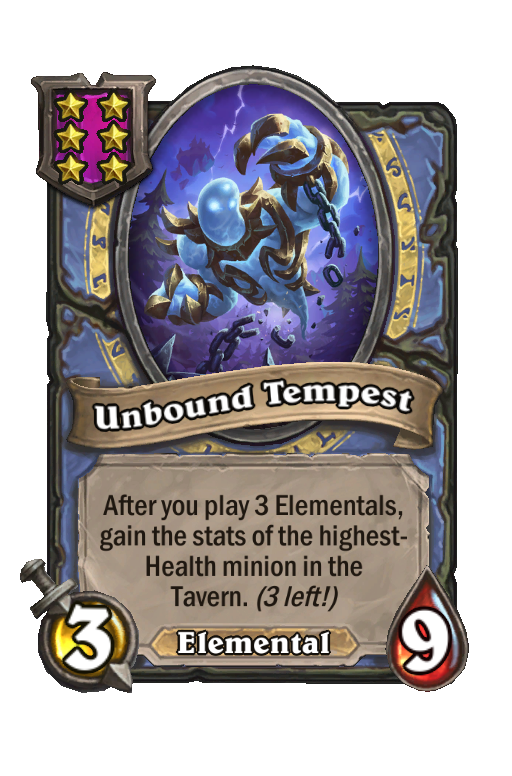 Unbound Tempest
After you play 3 Elementals,
gain the stats of the highest-
Health minion in the
Tavern. (3 left!)
3
Elemental
9